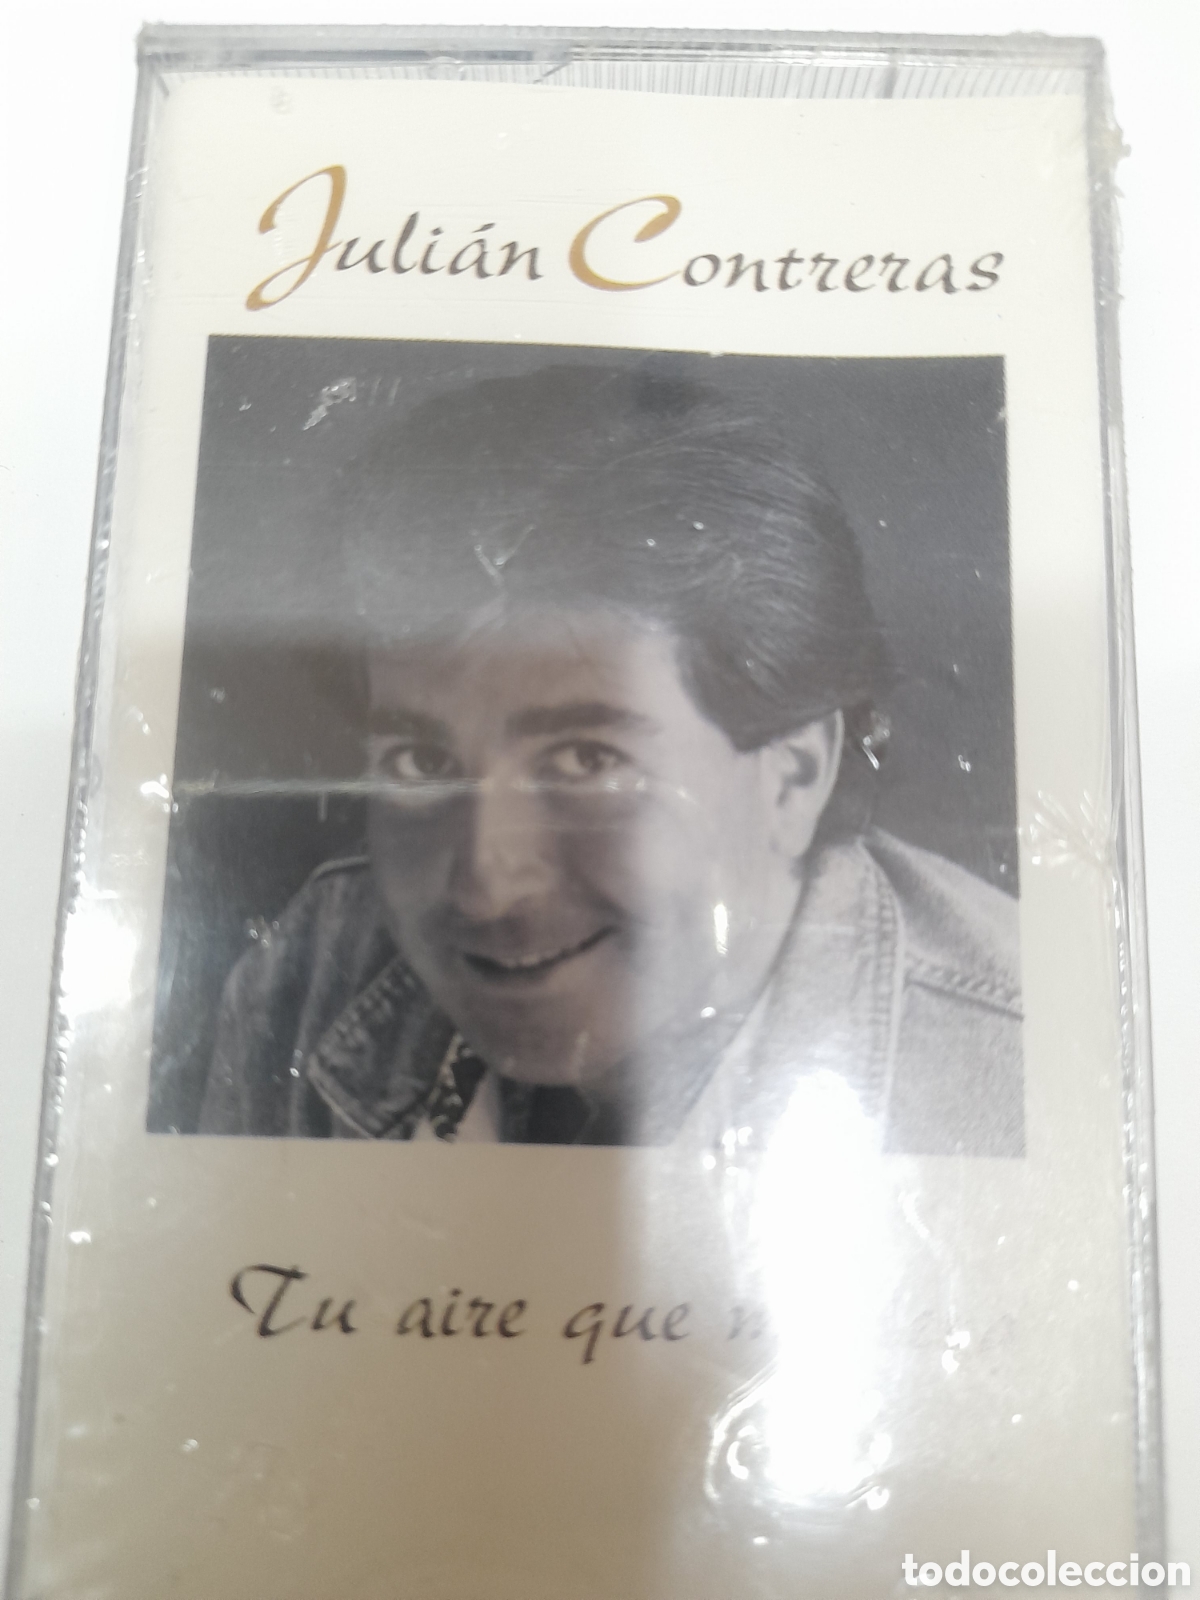 Julián Contreras
Tu aire que
todocoleccion